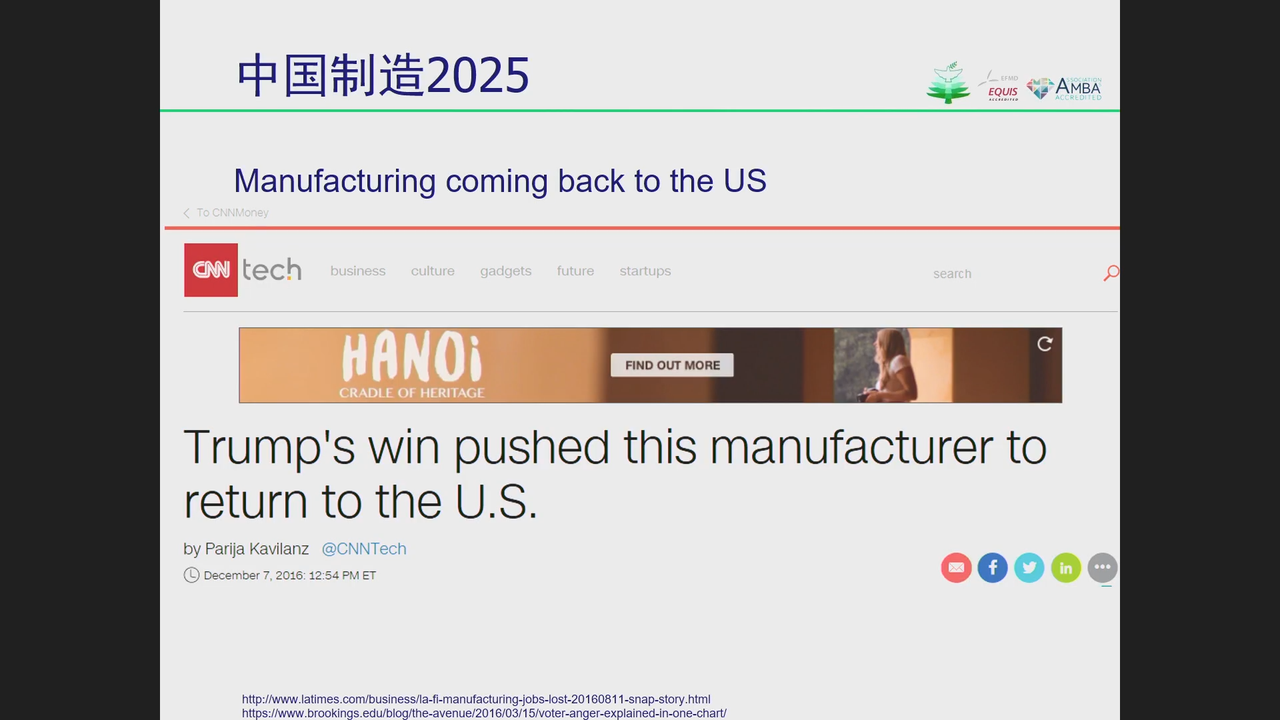 中国制造2025
EFMD
EQUIS
ACCREDITED
ASSOCIATION
AMBA
ACCREDITED
Manufacturing coming back to the US
To CNNMoney
CNN tech business culture gadgets future startups search
HANOi
CRADLE OF HERITAGE
FIND OUT MORE
Trump's win pushed this manufacturer to
return to the U.S.
by Parija Kavilanz @CNNTech
December 7, 2016: 12:54 PM ET
http://www.latimes.com/business/la-fi-manufacturing-jobs-lost-20160811-snap-story.html
https://www.brookings.edu/blog/the-avenue/2016/03/15/voter-anger-explained-in-one-chart/